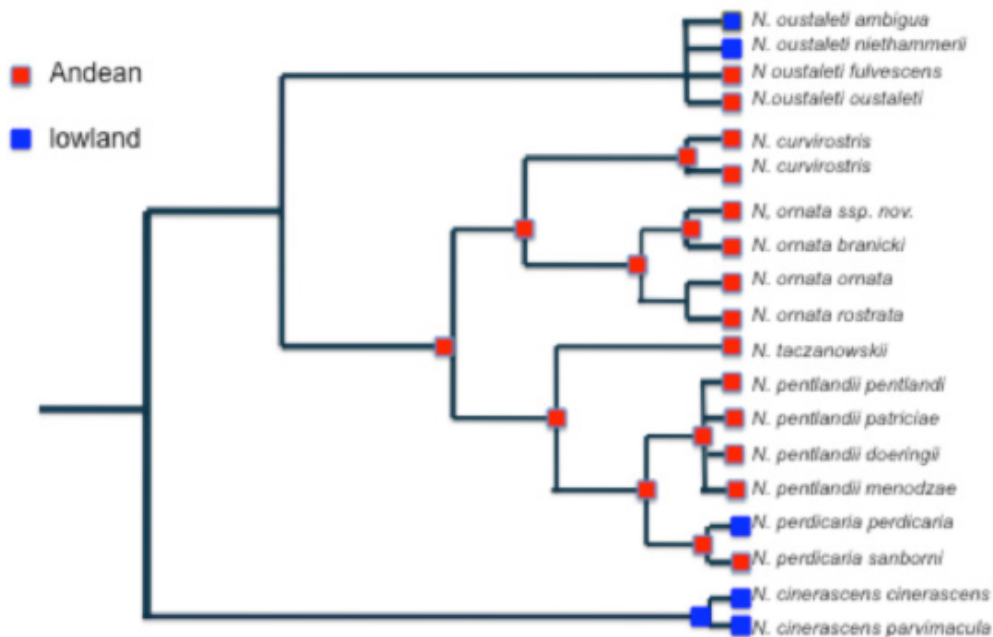 Andean
lowland
N. oustaleti ambigua
N. oustaleti niethammerii
N oustaleti fulvescens
N.oustaleti oustaleti
N. curvirostris
N. curvirostris
N, ornata ssp. nov.
N. ornata branicki
N. ornata ornata
N. ornata rostrata
N. taczanowskii
N. pentlandii pentlandi
N. pentlandii patriciae
N. pentlandii doeringii
N. pentlandii menodzae
N. perdicaria perdicaria
N. perdicaria sanborni
N. cinerascens cinerascens
N. cinerascens parvimacula